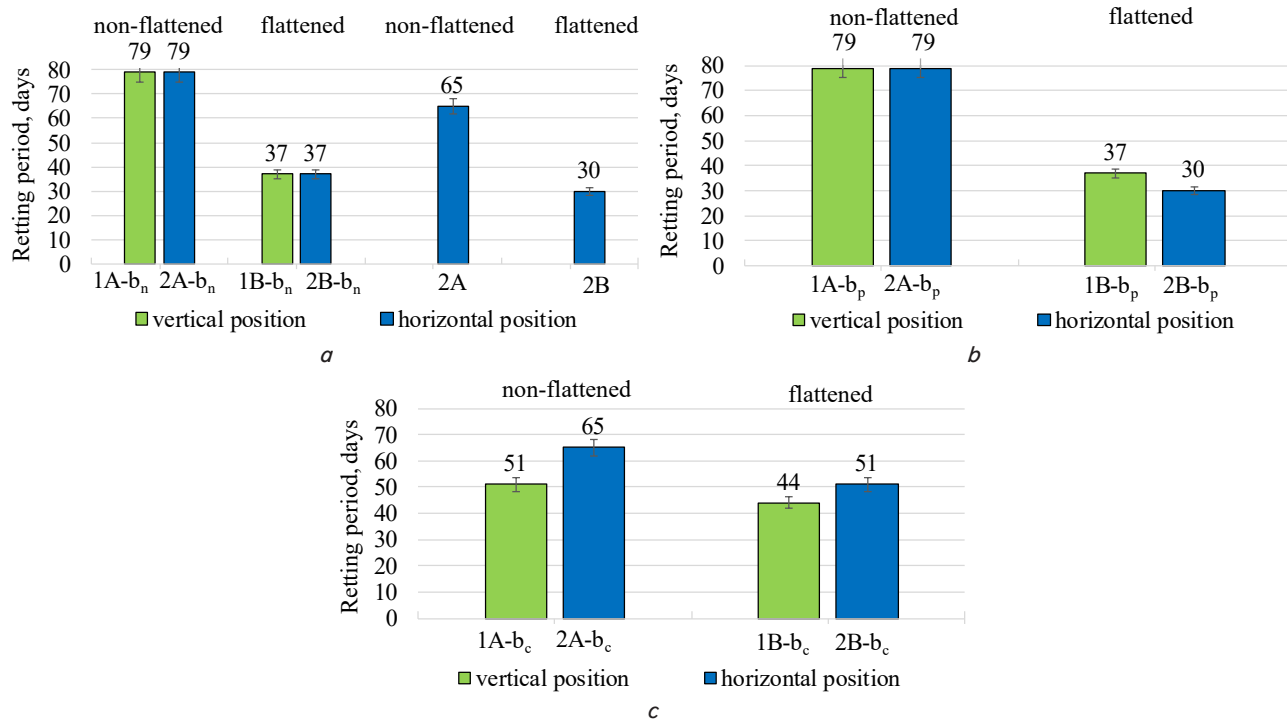 non-flattened flattened non-flattened flattened
79 79
37 37
65
30
Retting period, days
80
70
60
50
40
30
20
10
0
1A-bₙ 2A-bₙ 1B-bₙ 2B-bₙ 2A 2B
vertical position horizontal position
a
non-flattened flattened
79 79
37
30
Retting period, days
80
70
60
50
40
30
20
10
0
1A-bₚ 2A-bₚ 1B-bₚ 2B-bₚ
vertical position horizontal position
b
non-flattened flattened
51
65
44
51
Retting period, days
80
70
60
50
40
30
20
10
0
1A-b_c 2A-b_c 1B-b_c 2B-b_c
vertical position horizontal position
c